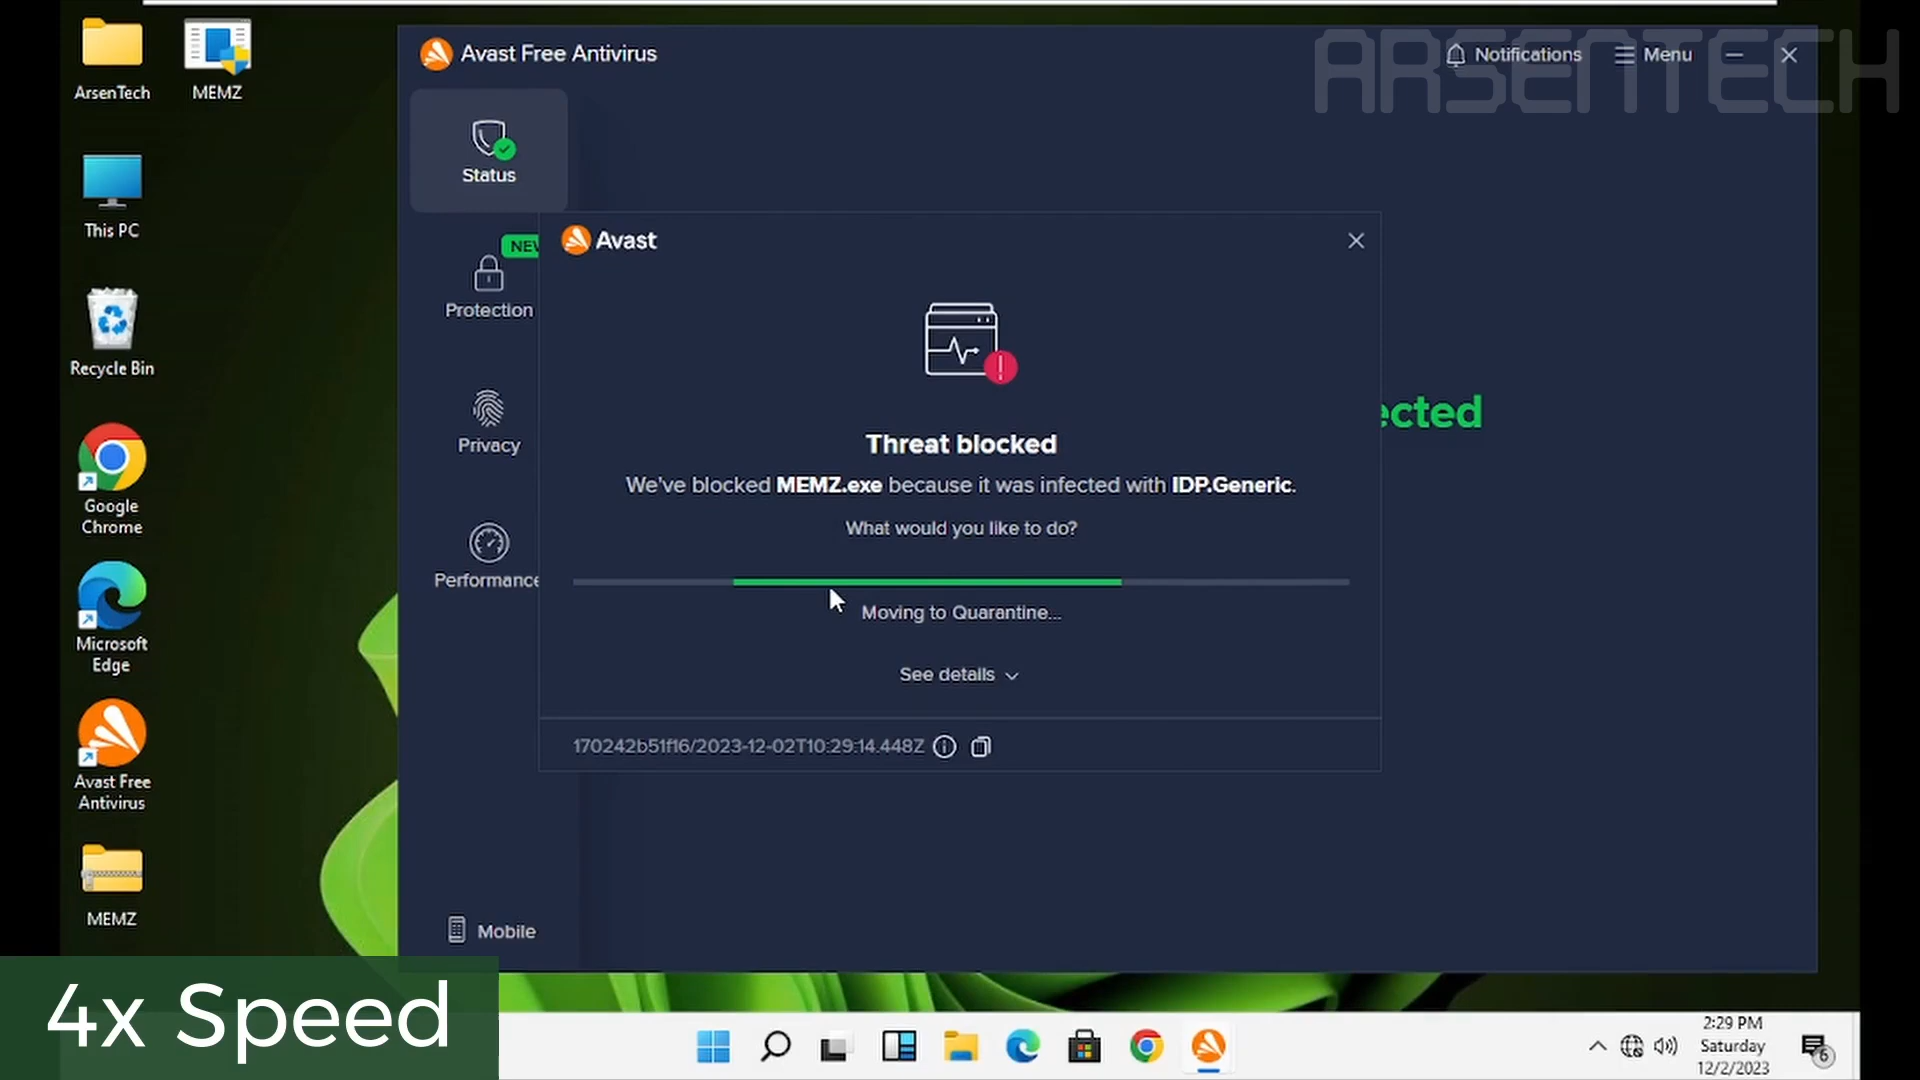 ArsenTech
MEMZ
This PC
Recycle Bin
Google
Chrome
Microsoft
Edge
Avast Free
Antivirus
MEMZ
Avast Free Antivirus
Notifications
Menu
ARSENTECH
Status
NEW
Protection
Privacy
Performance
Mobile
Avast
Threat blocked
We've blocked MEMZ.exe because it was infected with IDP.Generic.
What would you like to do?
Moving to Quarantine...
See details
170242b51f16/2023-12-02T10:29:14.448Z
ected
4x Speed
2:29 PM
Saturday
12/2/2023
6